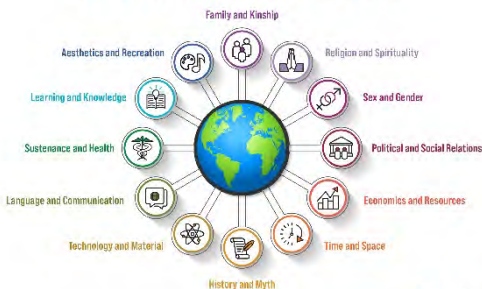 Family and Kinship
Aesthetics and Recreation
Religion and Spirituality
Learning and Knowledge
Sex and Gender
Sustenance and Health
Political and Social Relations
Language and Communication
Economics and Resources
Technology and Material
Time and Space
History and Myth